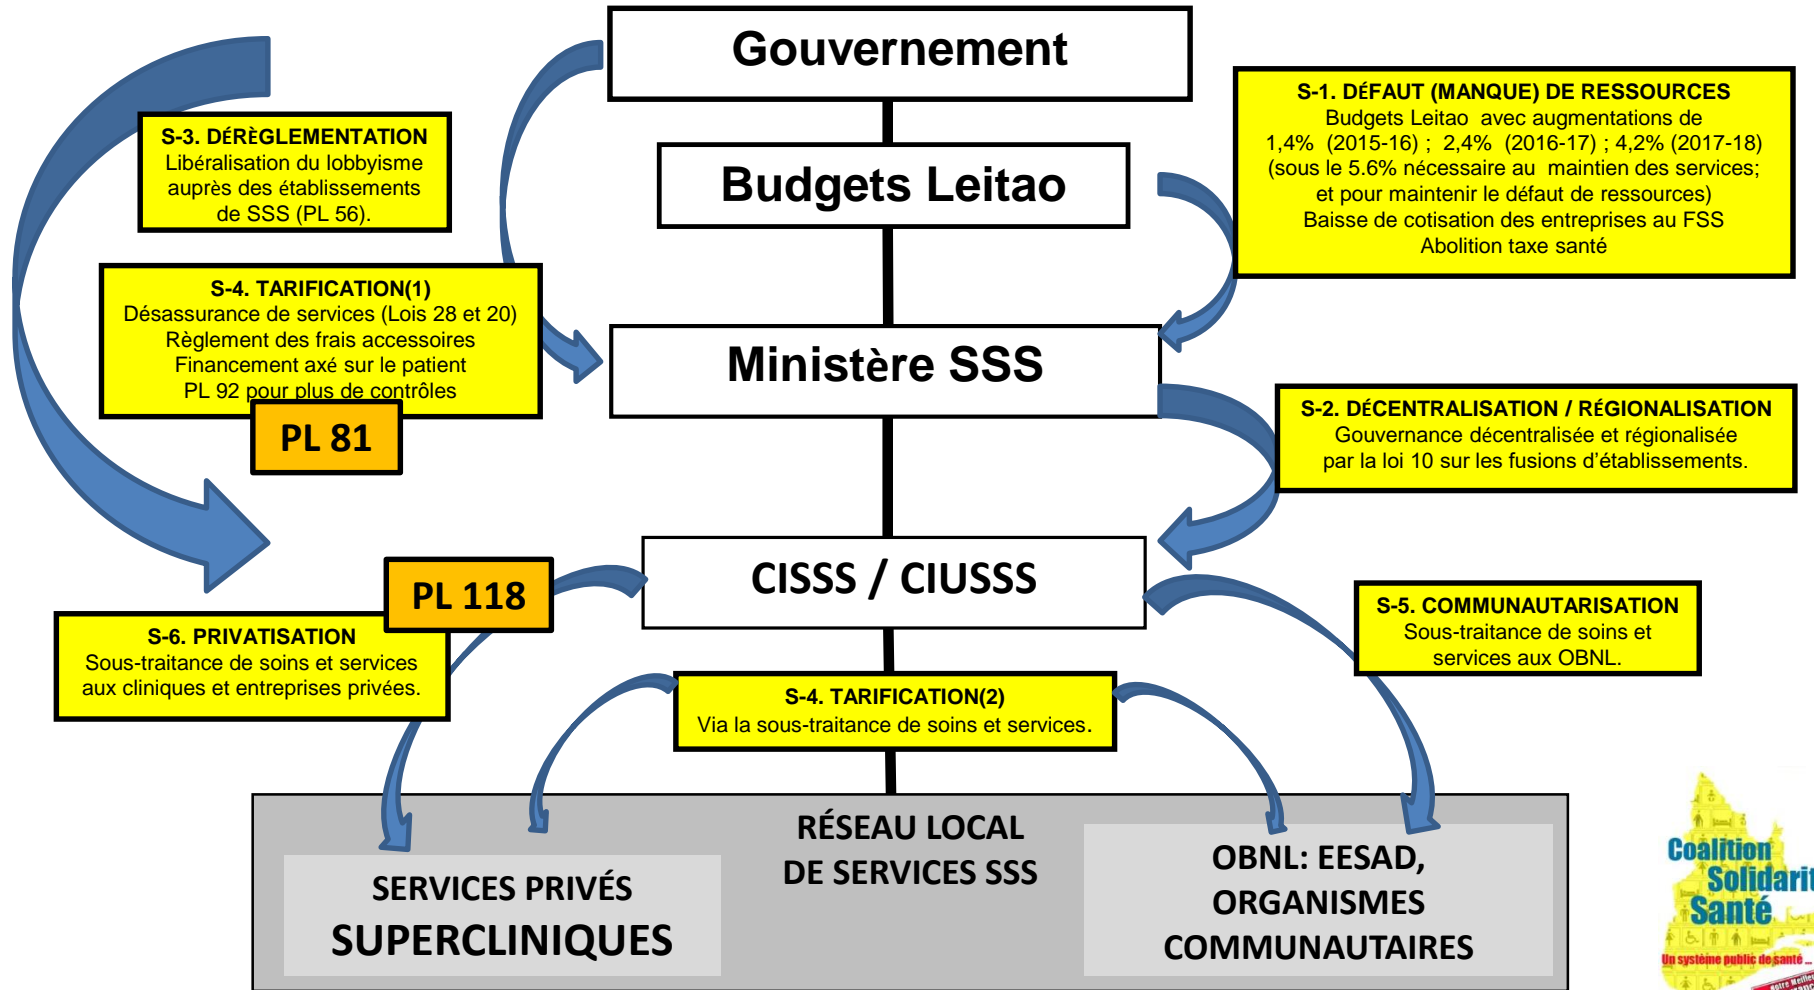 Gouvernement
S-1. DÉFAUT (MANQUE) DE RESSOURCES
Budgets Leitao  avec augmentations de
1,4%  (2015-16) ;  2,4%  (2016-17) ; 4,2% (2017-18)
(sous le 5.6% nécessaire au  maintien des services;
et pour maintenir le défaut de ressources)
Baisse de cotisation des entreprises au FSS
Abolition taxe santé
S-3. DÉRÈGLEMENTATION
Libéralisation du lobbyisme
auprès des établissements
de SSS (PL 56).
Budgets Leitao
S-4. TARIFICATION(1)
Désassurance de services (Lois 28 et 20)
Règlement des frais accessoires
Financement axé sur le patient
PL 92 pour plus de contrôles
PL 81
Ministère SSS
S-2. DÉCENTRALISATION / RÉGIONALISATION
Gouvernance décentralisée et régionalisée
par la loi 10 sur les fusions d’établissements.
CISSS / CIUSSS
PL 118
S-6. PRIVATISATION
Sous-traitance de soins et services
aux cliniques et entreprises privées.
S-5. COMMUNAUTARISATION
Sous-traitance de soins et
services aux OBNL.
S-4. TARIFICATION(2)
Via la sous-traitance de soins et services.
RÉSEAU LOCAL
DE SERVICES SSS
SERVICES PRIVÉS
SUPERCLINIQUES
OBNL: EESAD,
ORGANISMES
COMMUNAUTAIRES
Coalition
Solidarit
Santé
Un système public de santé ...